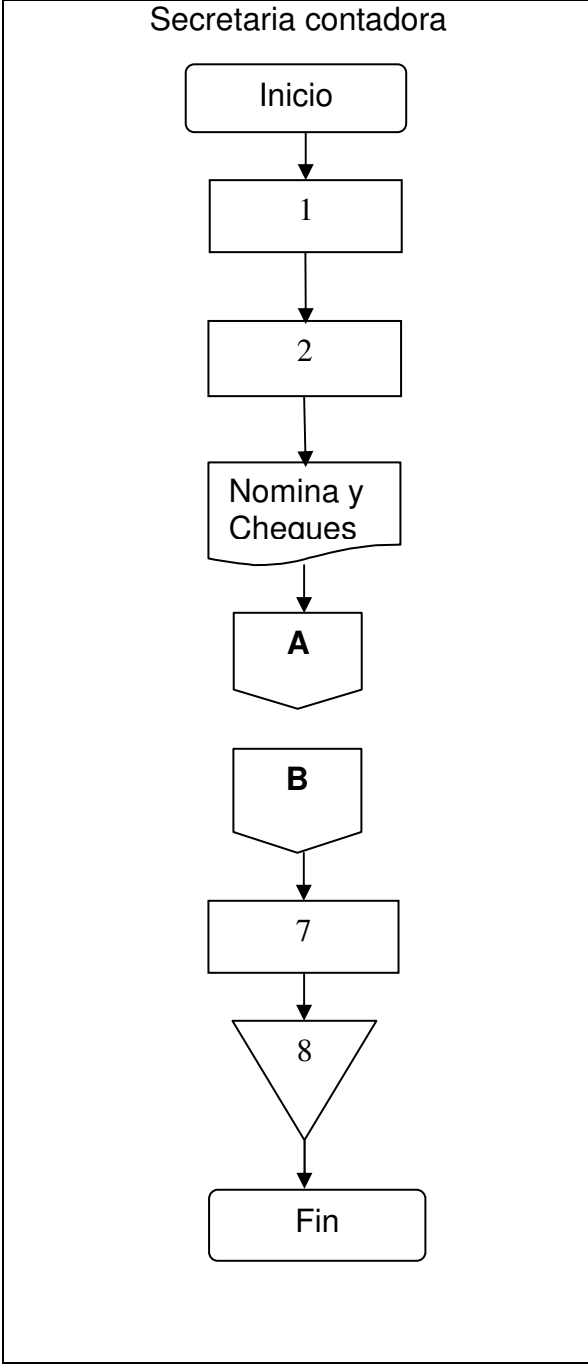 Secretaria contadora
Inicio
1
2
Nomina y
Cheques
A
B
7
8
Fin